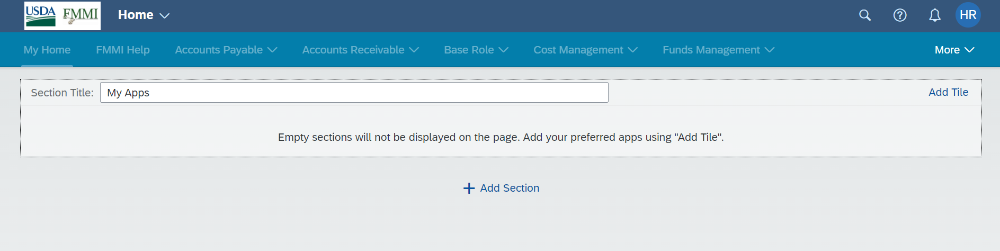 USDA FMMI Home HR
My Home FMMI Help Accounts Payable Accounts Receivable Base Role Cost Management Funds Management More
Section Title: My Apps Add Tile
Empty sections will not be displayed on the page. Add your preferred apps using "Add Tile".
Add Section